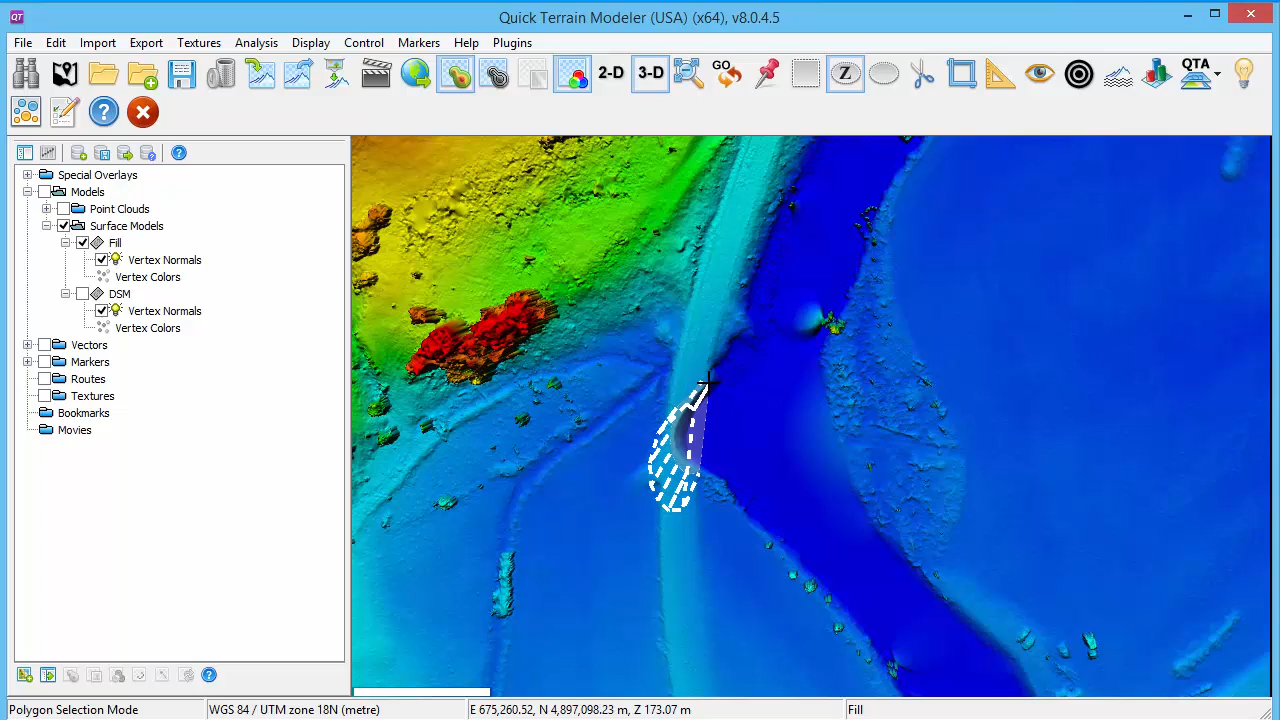 QT
Quick Terrain Modeler (USA) (x64), v8.0.4.5
File Edit Import Export Textures Analysis Display Control Markers Help Plugins
2-D 3-D GO Z QTA
?
?
Special Overlays
Models
Point Clouds
Surface Models
Fill
Vertex Normals
Vertex Colors
DSM
Vertex Normals
Vertex Colors
Vectors
Markers
Routes
Textures
Bookmarks
Movies
?
Polygon Selection Mode WGS 84 / UTM zone 18N (metre) E 675,260.52, N 4,897,098.23 m, Z 173.07 m Fill